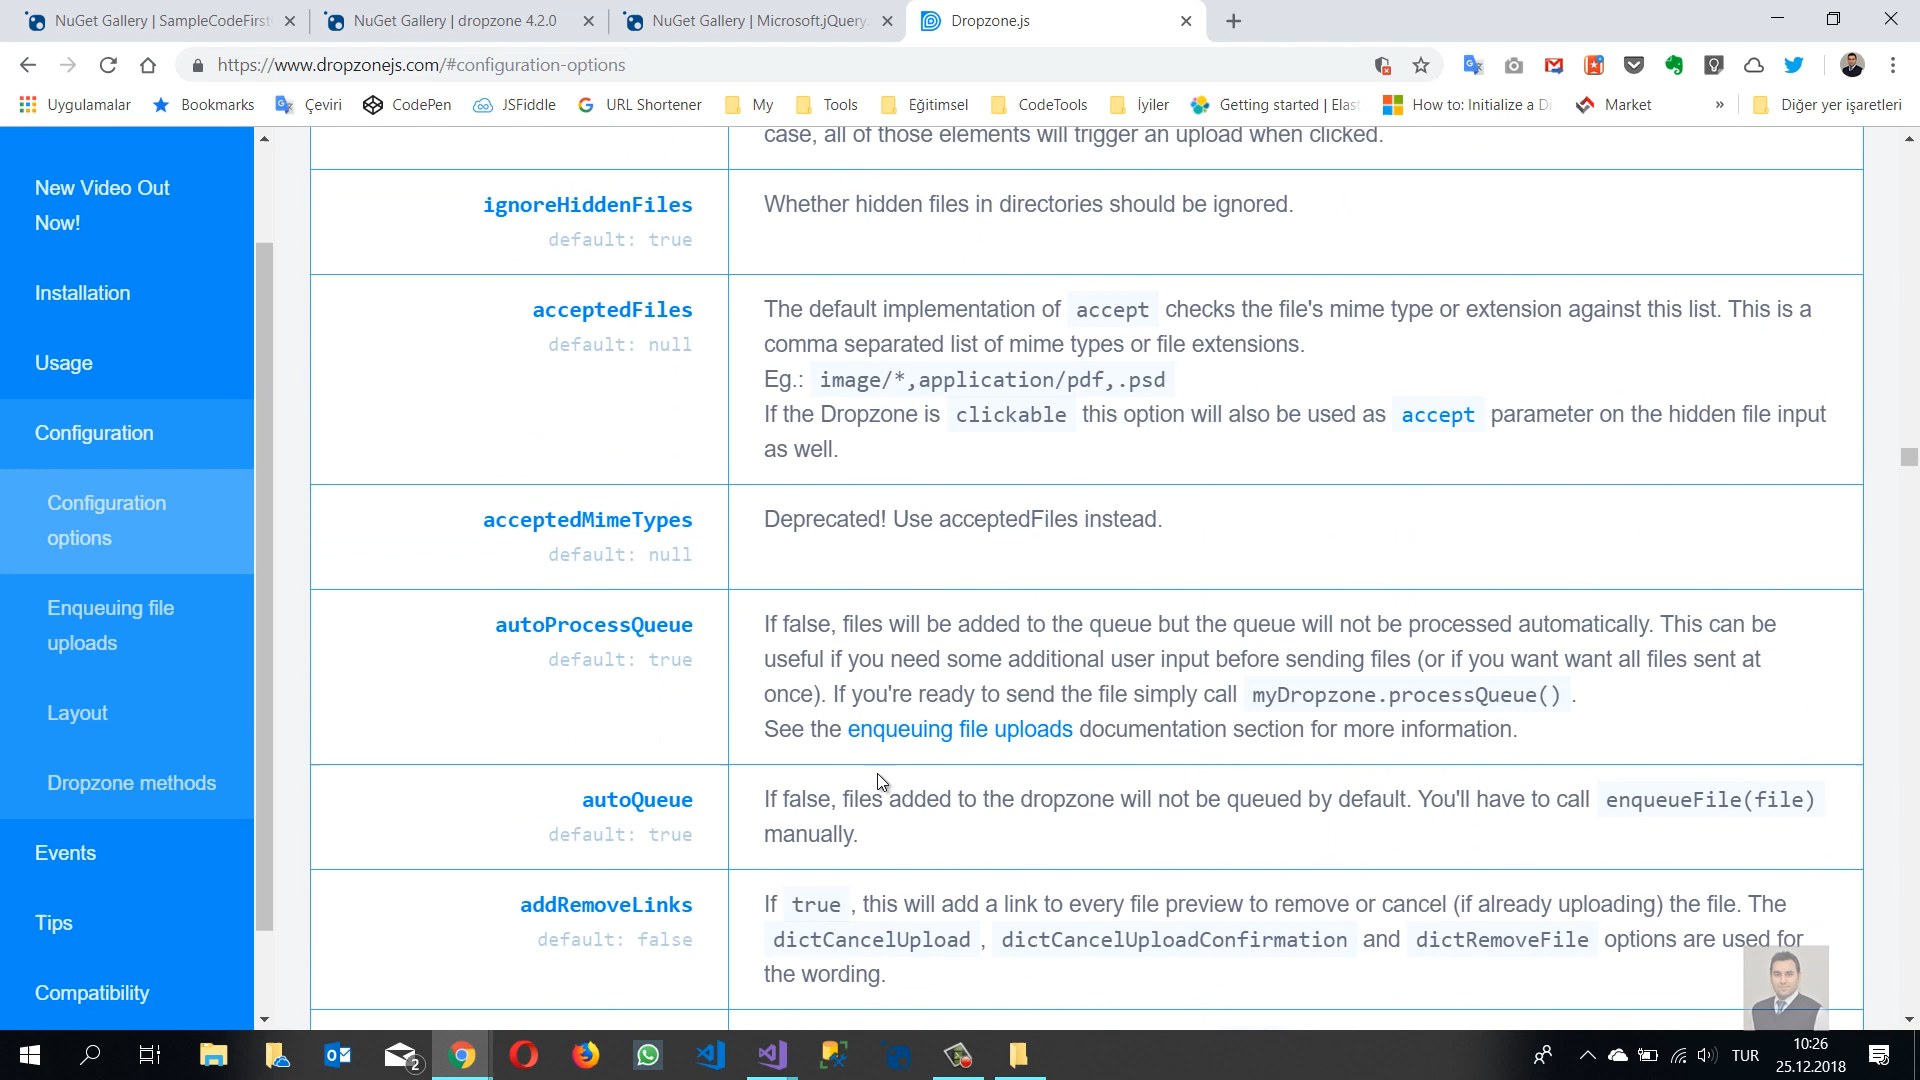 NuGet Gallery | SampleCodeFirst
NuGet Gallery | dropzone 4.2.0
NuGet Gallery | Microsoft.jQuery.
Dropzone.js
https://www.dropzonejs.com/#configuration-options
Uygulamalar
Bookmarks
Çeviri
CodePen
JSFiddle
URL Shortener
My
Tools
Eğitimsel
CodeTools
İyiler
Getting started | Elast
How to: Initialize a Di
Market
»
Diğer yer işaretleri
New Video Out
Now!
Installation
Usage
Configuration
Configuration
options
Enqueuing file
uploads
Layout
Dropzone methods
Events
Tips
Compatibility
case, all of those elements will trigger an upload when clicked.
ignoreHiddenFiles
default: true
Whether hidden files in directories should be ignored.
acceptedFiles
default: null
The default implementation of accept checks the file's mime type or extension against this list. This is a
comma separated list of mime types or file extensions.
Eg.: image/*,application/pdf,.psd
If the Dropzone is clickable this option will also be used as accept parameter on the hidden file input
as well.
acceptedMimeTypes
default: null
Deprecated! Use acceptedFiles instead.
autoProcessQueue
default: true
If false, files will be added to the queue but the queue will not be processed automatically. This can be
useful if you need some additional user input before sending files (or if you want want all files sent at
once). If you're ready to send the file simply call myDropzone.processQueue() .
See the enqueuing file uploads documentation section for more information.
autoQueue
default: true
If false, files added to the dropzone will not be queued by default. You'll have to call enqueueFile(file)
manually.
addRemoveLinks
default: false
If true , this will add a link to every file preview to remove or cancel (if already uploading) the file. The
dictCancelUpload , dictCancelUploadConfirmation and dictRemoveFile options are used for
the wording.
2
TUR
10:26
25.12.2018